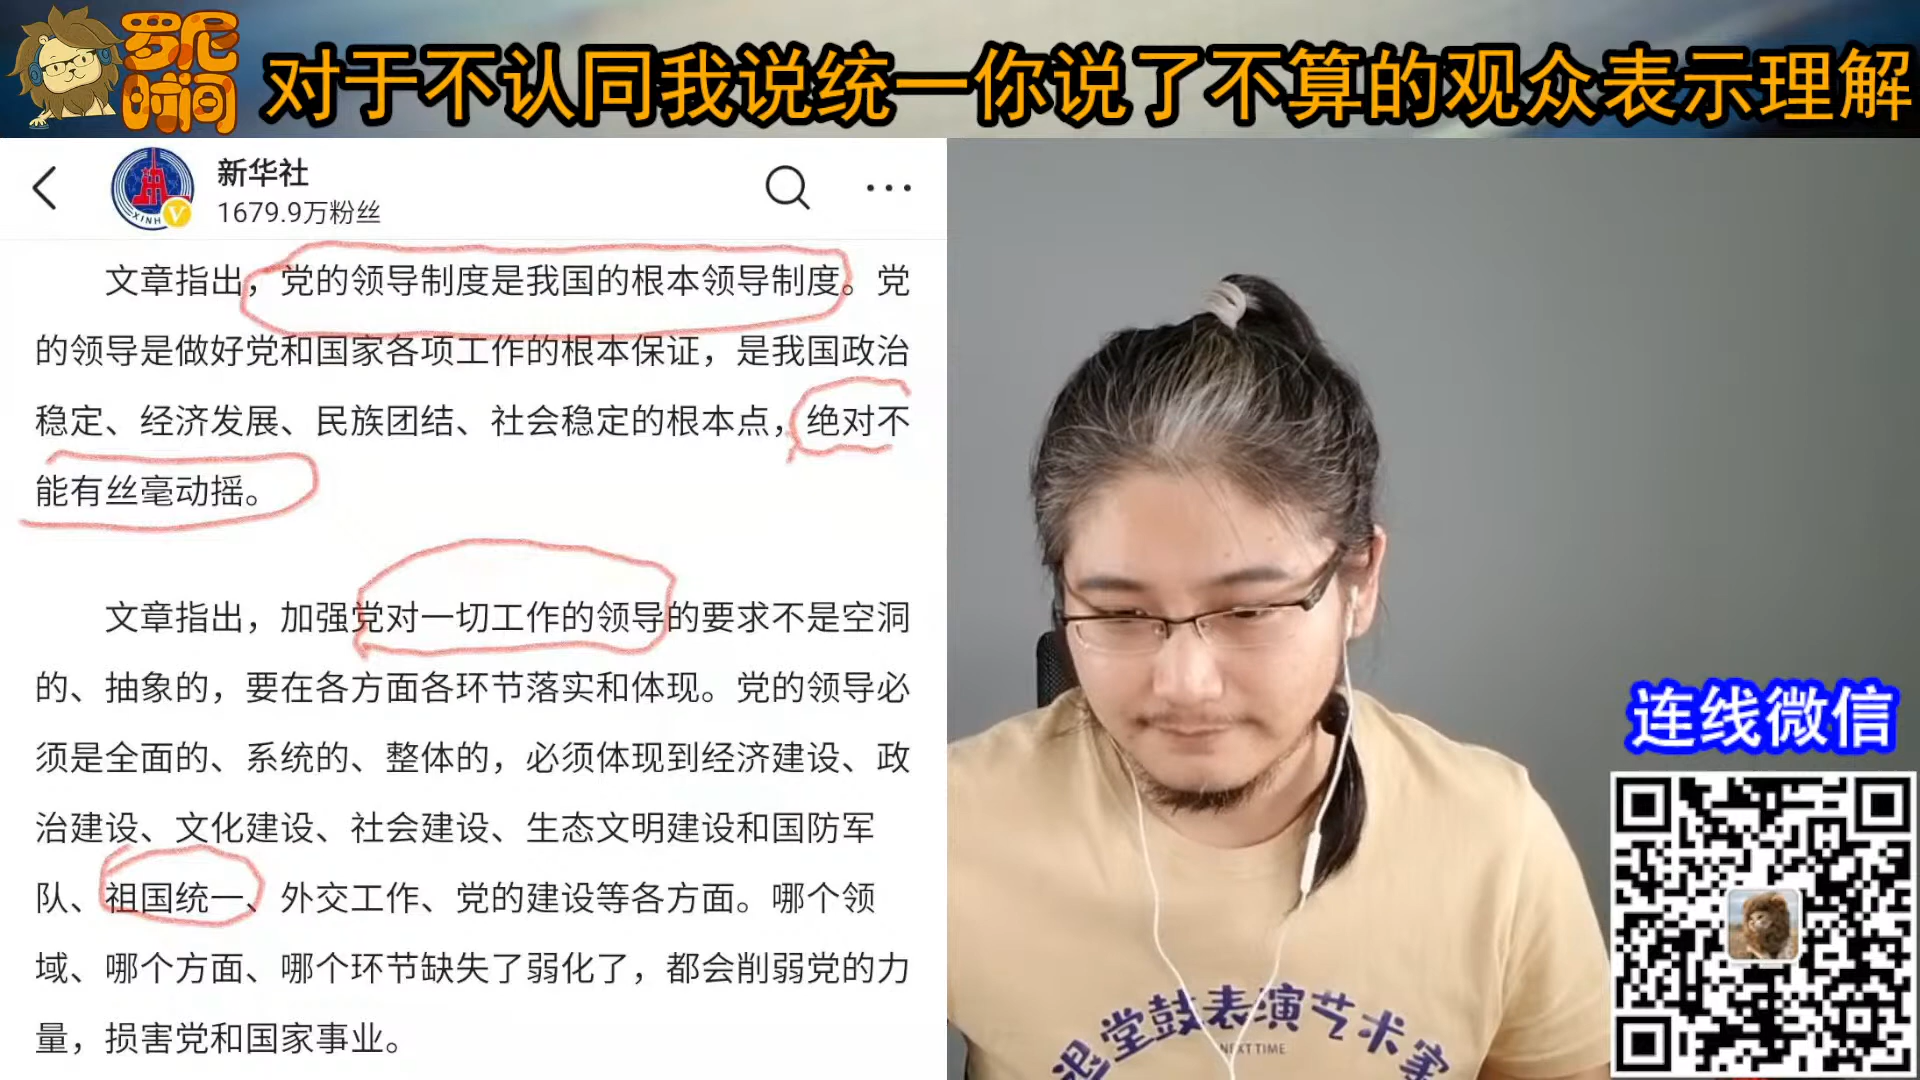 罗尼
时间
对于不认同我说统一你说了不算的观众表示理解
新华社
1679.9万粉丝
XINH
V
文章指出，党的领导制度是我国的根本领导制度。党
的领导是做好党和国家各项工作的根本保证，是我国政治
稳定、经济发展、民族团结、社会稳定的根本点，绝对不
能有丝毫动摇。
文章指出，加强党对一切工作的领导的要求不是空洞
的、抽象的，要在各方面各环节落实和体现。党的领导必
须是全面的、系统的、整体的，必须体现到经济建设、政
治建设、文化建设、社会建设、生态文明建设和国防军
队、祖国统一、外交工作、党的建设等各方面。哪个领
域、哪个方面、哪个环节缺失了弱化了，都会削弱党的力
量，损害党和国家事业。
连线微信
退堂鼓表演艺术家
NEXT TIME